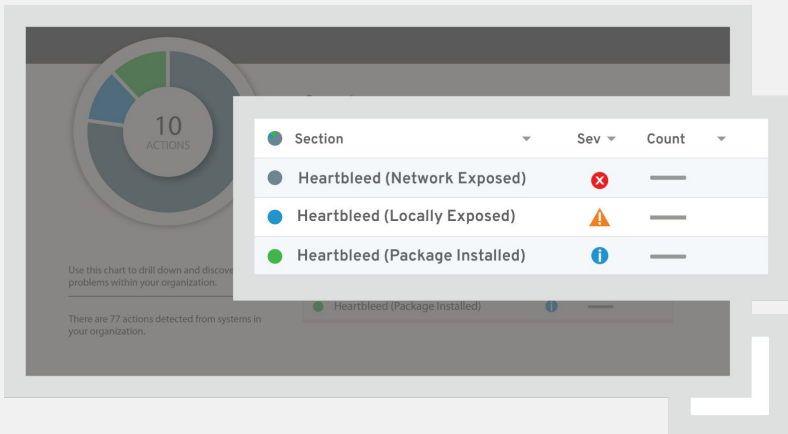 10
ACTIONS
Section Sev Count
Heartbleed (Network Exposed)
Heartbleed (Locally Exposed)
Heartbleed (Package Installed)
Use this chart to drill down and discove
problems within your organization.
Heartbleed (Package Installed)
There are 77 actions detected from systems in
your organization.